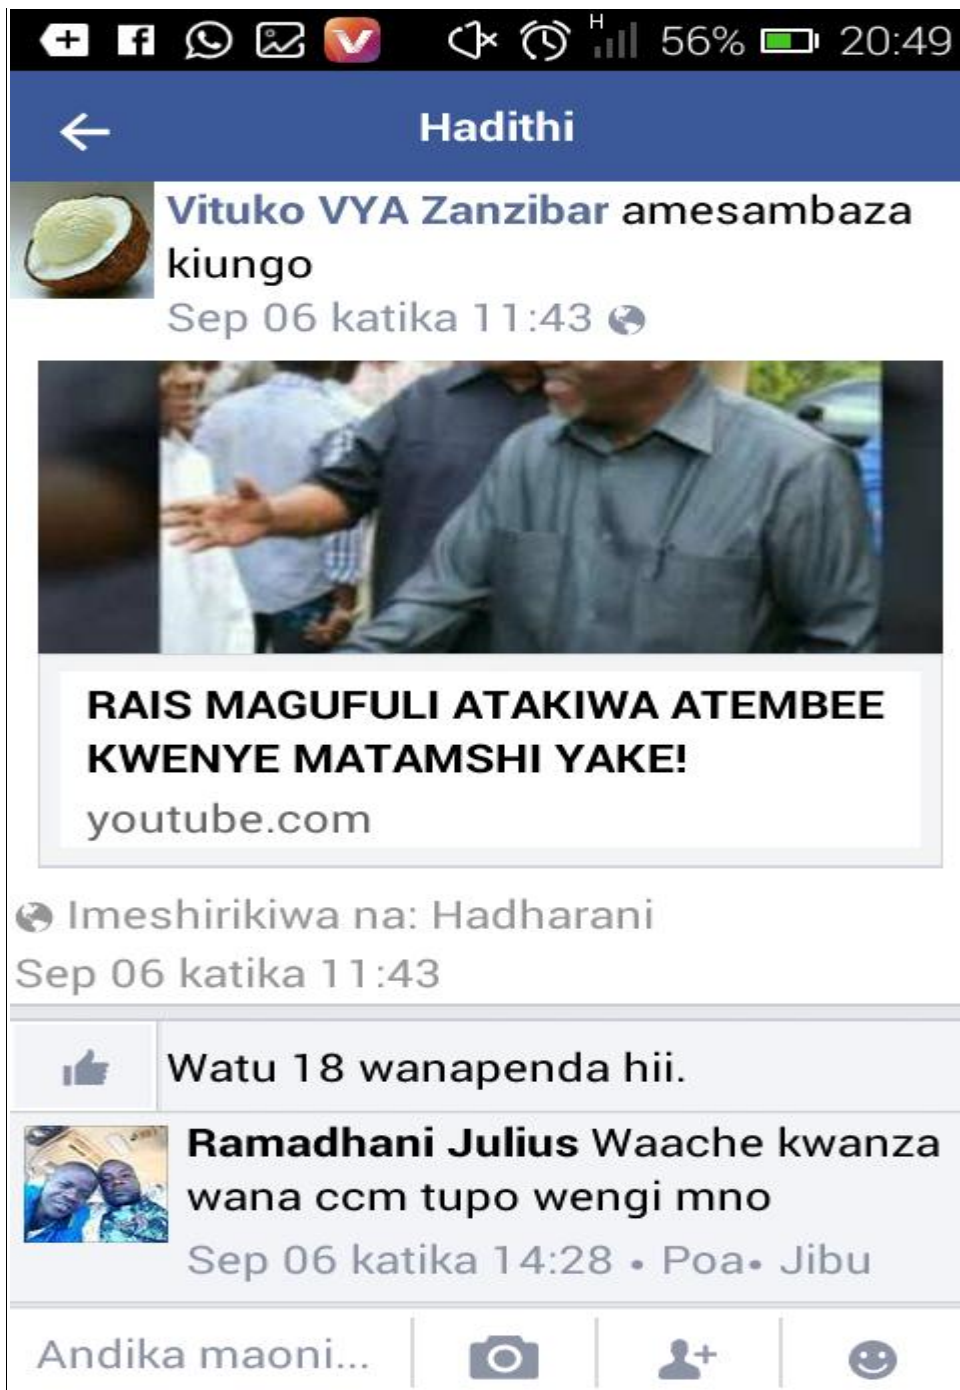 H 56% 20:49
Hadithi
Vituko VYA Zanzibar amesambaza
kiungo
Sep 06 katika 11:43
RAIS MAGUFULI ATAKIWA ATEMBEE
KWENYE MATAMSHI YAKE!
youtube.com
Imeshirikiwa na: Hadharani
Sep 06 katika 11:43
Watu 18 wanapenda hii.
Ramadhani Julius Waache kwanza
wana ccm tupo wengi mno
Sep 06 katika 14:28 • Poa• Jibu
Andika maoni...